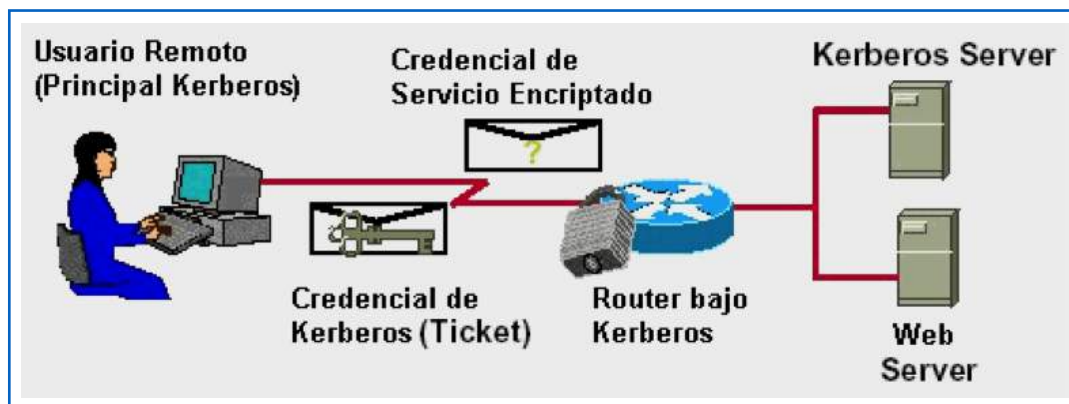 Usuario Remoto
(Principal Kerberos)
Credencial de
Servicio Encriptado
Kerberos Server
?
Credencial de
Kerberos (Ticket)
Router bajo
Kerberos
Web
Server